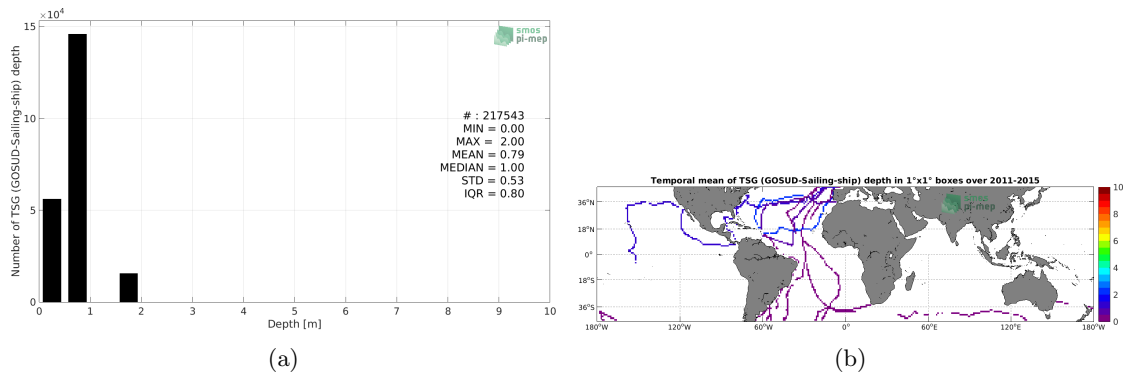 ×10⁴
15
10
5
0
Number of TSG (GOSUD-Sailing-ship) depth
smos
pi-mep
# : 217543
MIN = 0.00
MAX = 2.00
MEAN = 0.79
MEDIAN = 1.00
STD = 0.53
IQR = 0.80
0 1 2 3 4 5 6 7 8 9 10
Depth [m]
(a)
Temporal mean of TSG (GOSUD-Sailing-ship) depth in 1°x1° boxes over 2011-2015
36°N
18°N
0°
18°S
36°S
180°W 120°W 60°W 0° 60°E 120°E 180°W
smos
pi-mep
10
8
6
4
2
0
(b)